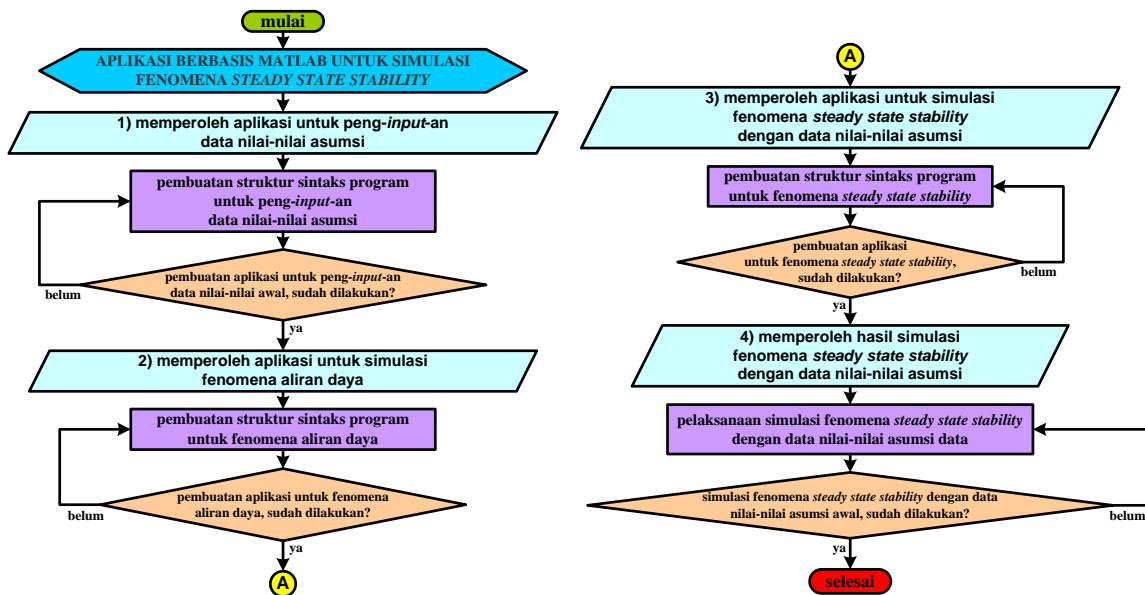 mulai
APLIKASI BERBASIS MATLAB UNTUK SIMULASI
FENOMENA STEADY STATE STABILITY
1) memperoleh aplikasi untuk peng-input-an
data nilai-nilai asumsi
pembuatan struktur sintaks program
untuk peng-input-an
data nilai-nilai asumsi
pembuatan aplikasi untuk peng-input-an
data nilai-nilai awal, sudah dilakukan?
belum
ya
2) memperoleh aplikasi untuk simulasi
fenomena aliran daya
pembuatan struktur sintaks program
untuk fenomena aliran daya
pembuatan aplikasi untuk fenomena
aliran daya, sudah dilakukan?
belum
ya
A
A
3) memperoleh aplikasi untuk simulasi
fenomena steady state stability
dengan data nilai-nilai asumsi
pembuatan struktur sintaks program
untuk fenomena steady state stability
pembuatan aplikasi
untuk fenomena steady state stability,
sudah dilakukan?
belum
ya
4) memperoleh hasil simulasi
fenomena steady state stability
dengan data nilai-nilai asumsi
pelaksanaan simulasi fenomena steady state stability
dengan data nilai-nilai asumsi data
simulasi fenomena steady state stability dengan data
nilai-nilai asumsi awal, sudah dilakukan?
belum
ya
selesai